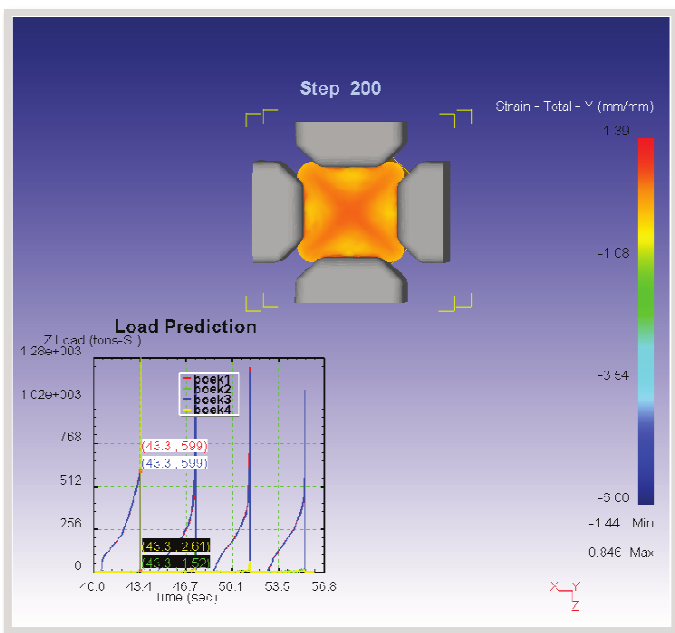 Step 200
Strain - Total - Y (mm/mm)
1.39
-1.08
-3.54
-6.00
-1.44 Min
0.846 Max
Load Prediction
Z Load (tons-S
1.28e+003
1.02e+003
768
512
256
0
boek1
boek2
boek3
boek4
(43.3 , 599)
(43.3 , 599)
(43.3 , 2.61)
(43.3 , 1.52)
40.0 43.4 46.7 50.1 53.5 56.8
Time (sec)
X Y
Z